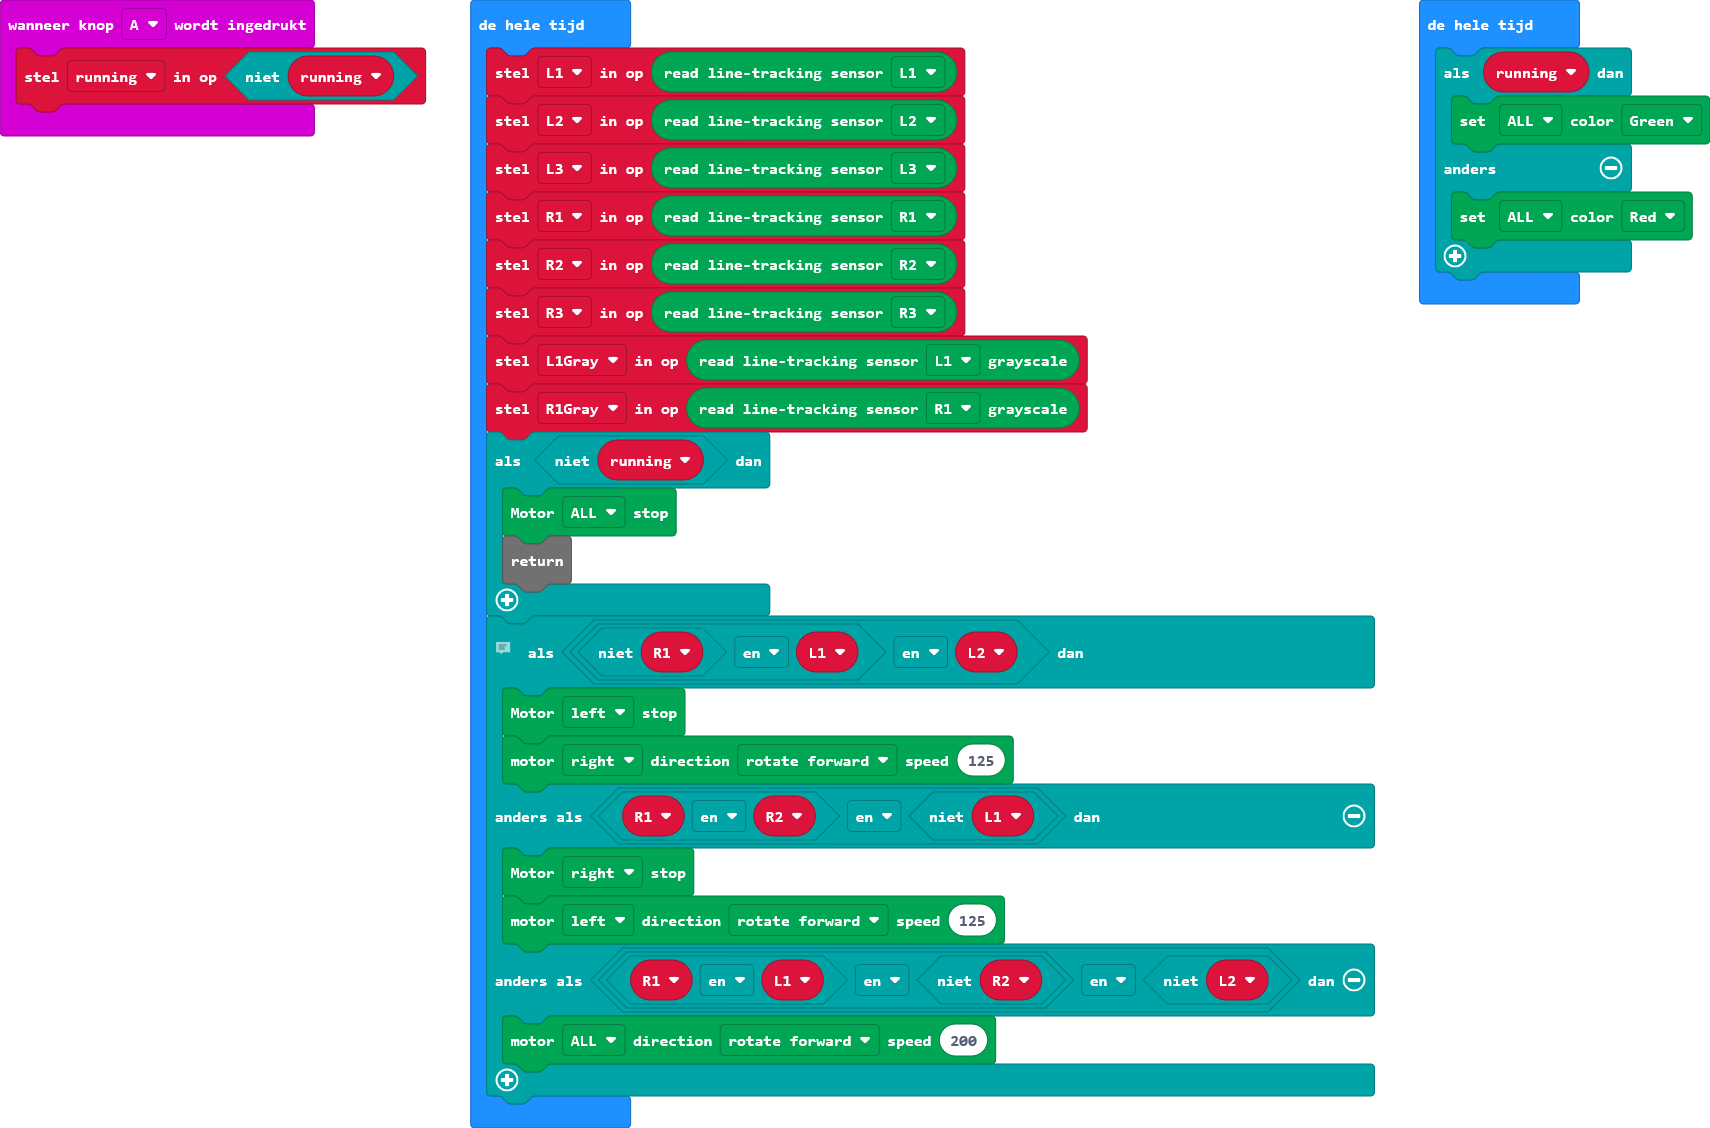 wanneer knop A wordt ingedrukt
stel running in op niet running
de hele tijd
stel L1 in op read line-tracking sensor L1
stel L2 in op read line-tracking sensor L2
stel L3 in op read line-tracking sensor L3
stel R1 in op read line-tracking sensor R1
stel R2 in op read line-tracking sensor R2
stel R3 in op read line-tracking sensor R3
stel L1Gray in op read line-tracking sensor L1 grayscale
stel R1Gray in op read line-tracking sensor R1 grayscale
als niet running dan
Motor ALL stop
return
als niet R1 en L1 en L2 dan
Motor left stop
motor right direction rotate forward speed 125
anders als R1 en R2 en niet L1 dan
Motor right stop
motor left direction rotate forward speed 125
anders als R1 en L1 en niet R2 en niet L2 dan
motor ALL direction rotate forward speed 200
de hele tijd
als running dan
set ALL color Green
anders
set ALL color Red